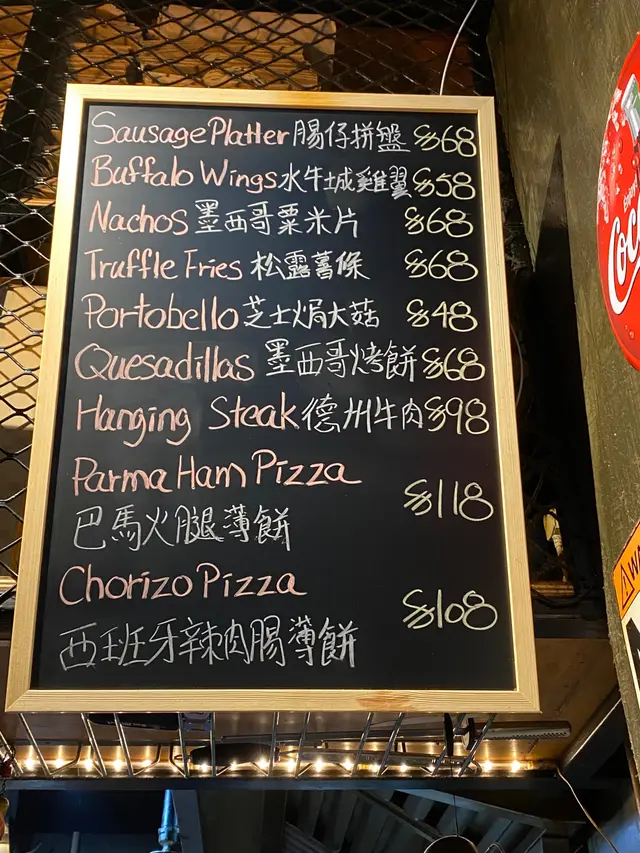 Sausage Platter 腸仔拼盤 $68
Buffalo Wings 水牛城雞翼 $58
Nachos 墨西哥粟米片 $68
Truffle Fries 松露薯條 $68
Portobello 芝士焗大菇 $48
Quesadillas 墨西哥烤餅 $68
Hanging Steak 德州牛肉 $98
Parma Ham Pizza
$118
巴馬火腿薄餅
Chorizo Pizza
$108
西班牙辣肉腸薄餅